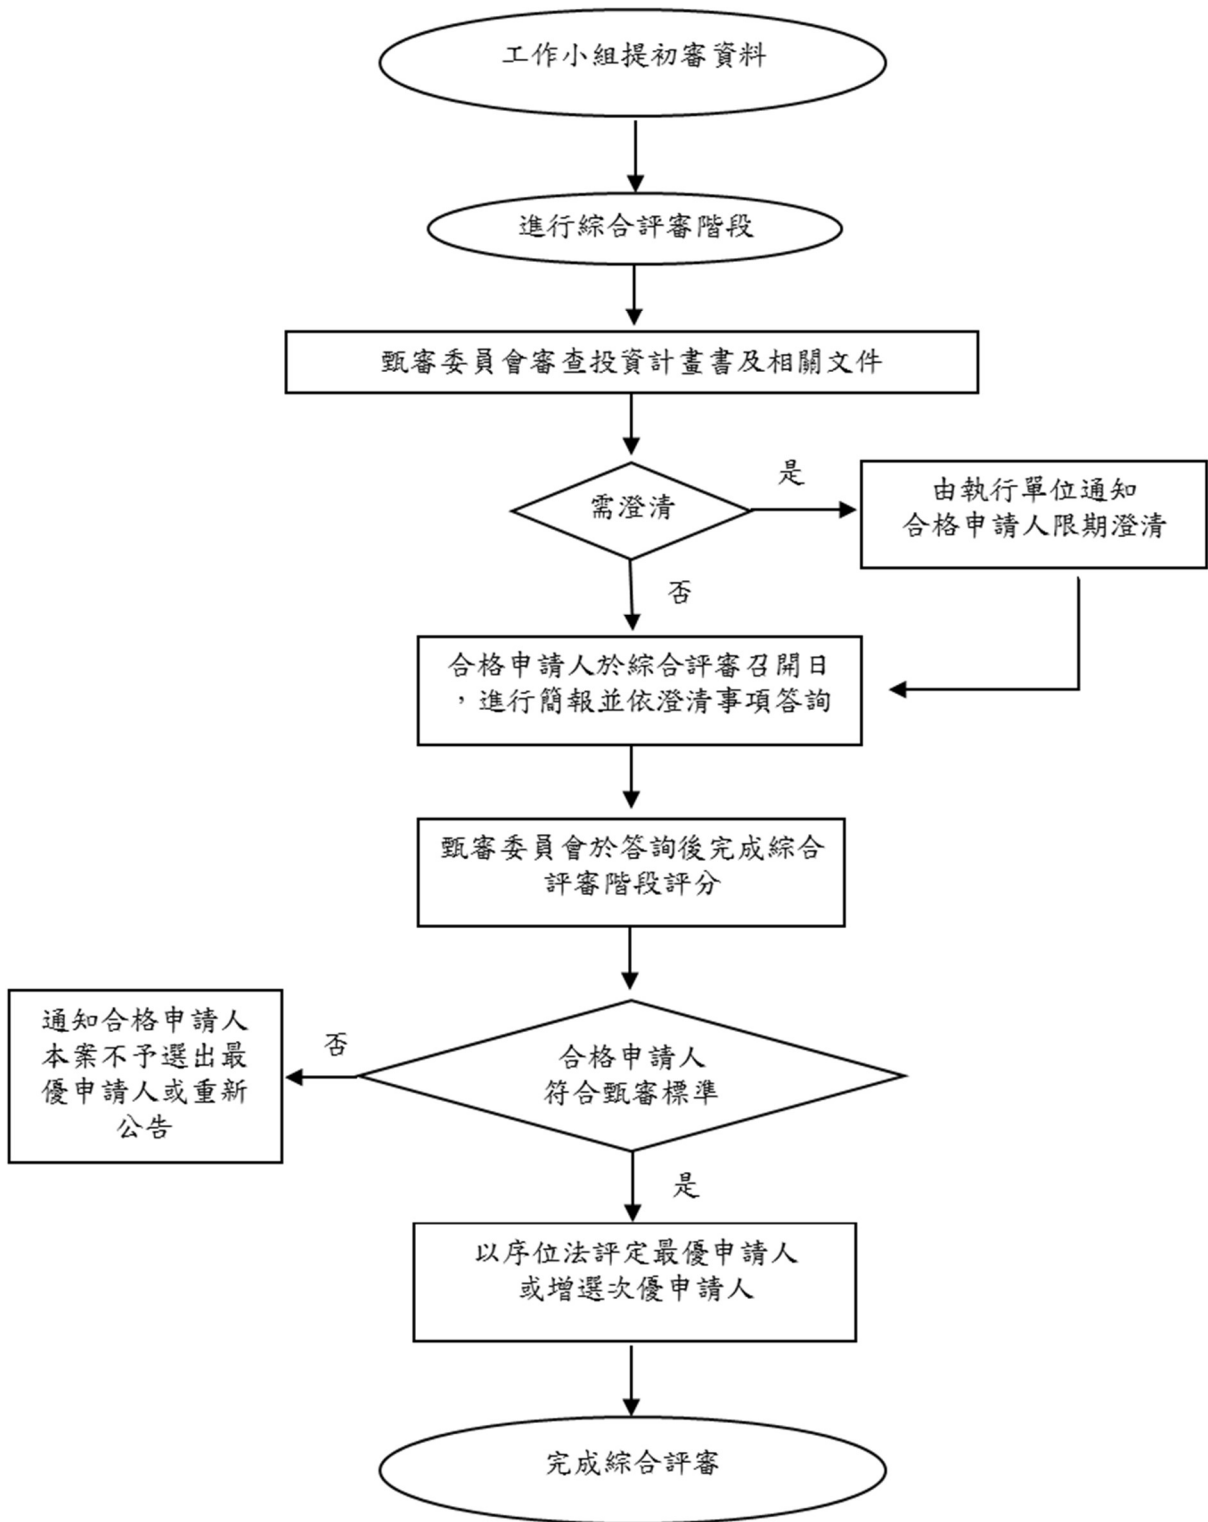 工作小組提初審資料
進行綜合評審階段
甄審委員會審查投資計畫書及相關文件
需澄清
是
由執行單位通知
合格申請人限期澄清
否
合格申請人於綜合評審召開日
，進行簡報並依澄清事項答詢
甄審委員會於答詢後完成綜合
評審階段評分
合格申請人
符合甄審標準
否
通知合格申請人
本案不予選出最
優申請人或重新
公告
是
以序位法評定最優申請人
或增選次優申請人
完成綜合評審